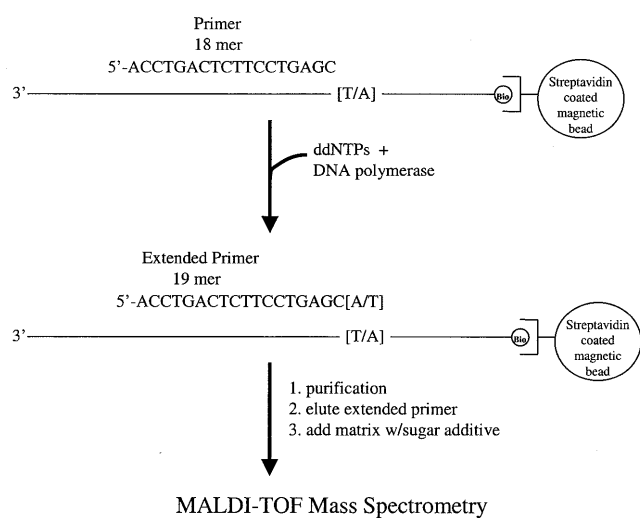 Primer
18 mer
5'-ACCTGACTCTTCCTGAGC
3' [T/A] Bio Streptavidin
coated
magnetic
bead
ddNTPs +
DNA polymerase
Extended Primer
19 mer
5'-ACCTGACTCTTCCTGAGC[A/T]
3' [T/A] Bio Streptavidin
coated
magnetic
bead
1. purification
2. elute extended primer
3. add matrix w/sugar additive
MALDI-TOF Mass Spectrometry